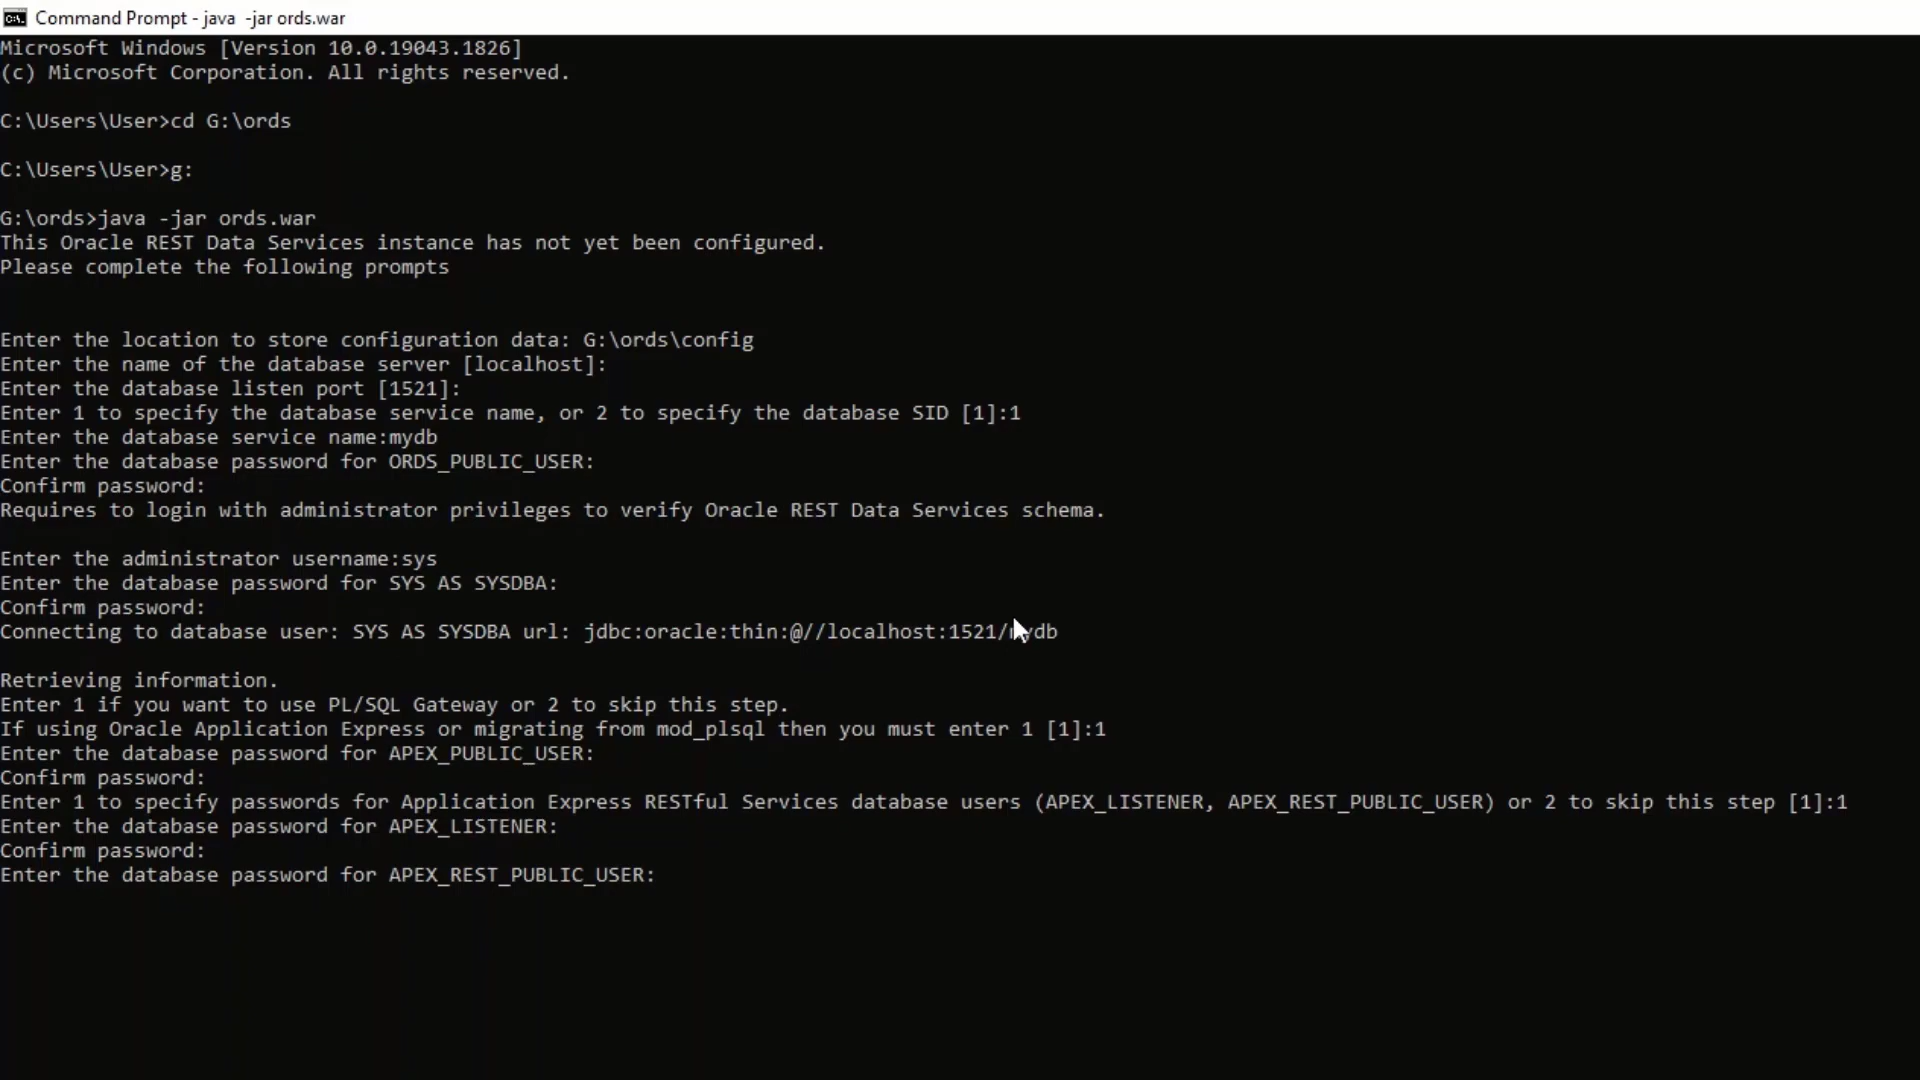 Command Prompt - java  -jar ords.war
Microsoft Windows [Version 10.0.19043.1826]
(c) Microsoft Corporation. All rights reserved.
C:\Users\User>cd G:\ords
C:\Users\User>g:
G:\ords>java -jar ords.war
This Oracle REST Data Services instance has not yet been configured.
Please complete the following prompts
Enter the location to store configuration data: G:\ords\config
Enter the name of the database server [localhost]:
Enter the database listen port [1521]:
Enter 1 to specify the database service name, or 2 to specify the database SID [1]:1
Enter the database service name:mydb
Enter the database password for ORDS_PUBLIC_USER:
Confirm password:
Requires to login with administrator privileges to verify Oracle REST Data Services schema.
Enter the administrator username:sys
Enter the database password for SYS AS SYSDBA:
Confirm password:
Connecting to database user: SYS AS SYSDBA url: jdbc:oracle:thin:@//localhost:1521/mydb
Retrieving information.
Enter 1 if you want to use PL/SQL Gateway or 2 to skip this step.
If using Oracle Application Express or migrating from mod_plsql then you must enter 1 [1]:1
Enter the database password for APEX_PUBLIC_USER:
Confirm password:
Enter 1 to specify passwords for Application Express RESTful Services database users (APEX_LISTENER, APEX_REST_PUBLIC_USER) or 2 to skip this step [1]:1
Enter the database password for APEX_LISTENER:
Confirm password:
Enter the database password for APEX_REST_PUBLIC_USER: